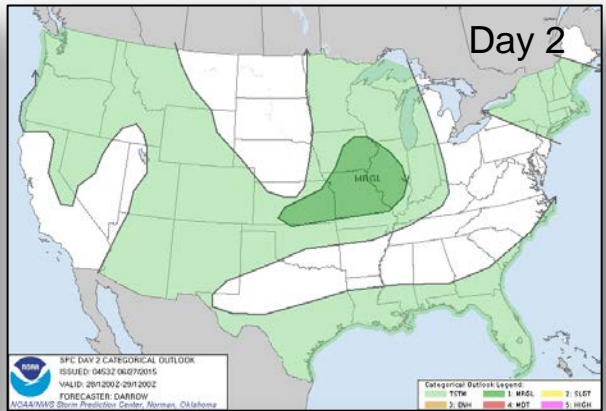 Day 2
MRGL
NOAA
SPC DAY 2 CATEGORICAL OUTLOOK
ISSUED: 0453Z 06/27/2015
VALID: 28/1200Z-29/1200Z
FORECASTER: DARROW
NOAA/NWS Storm Prediction Center, Norman, Oklahoma
Categorical Outlook Legend:
TSTM 1: MRGL 2: SLGT
3: ENH 4: MDT 5: HIGH